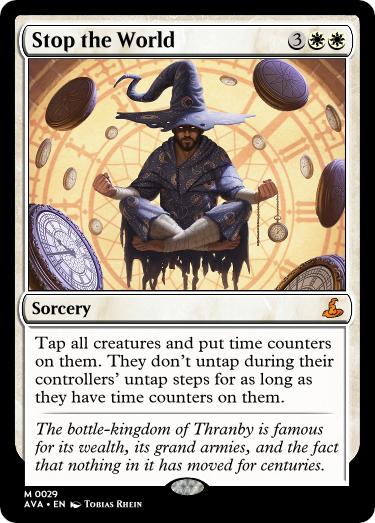 Stop the World 3
Sorcery
Tap all creatures and put time counters
on them. They don't untap during their
controllers' untap steps for as long as
they have time counters on them.
The bottle-kingdom of Thranby is famous
for its wealth, its grand armies, and the fact
that nothing in it has moved for centuries.
M 0029
AVA • EN Tobias Rhein